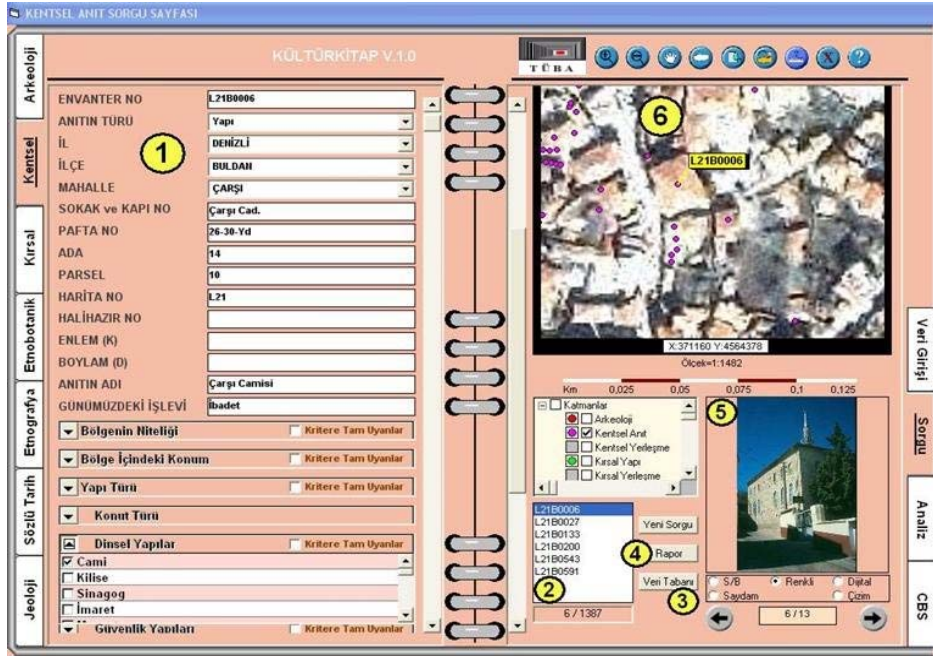 KENTSEL ANIT SORGU SAYFASI
KÜLTÜRKİTAP V.1.0
TÜBA
X
?
Arkeoloji
Kentsel
Kırsal
Etnobotanik
Etnografya
Sözlü Tarih
Jeoloji
ENVANTER NO L21B0006
ANITIN TÜRÜ Yapı
İL DENİZLİ
İLÇE BULDAN
MAHALLE ÇARŞI
SOKAK ve KAPI NO Çarşı Cad.
PAFTA NO 26-30-Yd
ADA 14
PARSEL 10
HARİTA NO L21
HALİHAZIR NO
ENLEM (K)
BOYLAM (D)
ANITIN ADI Çarşı Camisi
GÜNÜMÜZDEKİ İŞLEVİ İbadet
1
Bölgenin Niteliği Kritere Tam Uyanlar
Bölge İçindeki Konum Kritere Tam Uyanlar
Yapı Türü Kritere Tam Uyanlar
Konut Türü
Dinsel Yapılar Kritere Tam Uyanlar
Cami
Kilise
Sinagog
İmaret
Güvenlik Yapıları Kritere Tam Uyanlar
6
L21B0006
X:371160 Y:4564378
Ölçek=1:1482
Km 0,025 0,05 0,075 0,1 0,125
Katmanlar
Arkeoloji
Kentsel Anıt
Kentsel Yerleşme
Kırsal Yapı
Kırsal Yerleşme
5
L21B0006
L21B0027
L21B0133
L21B0200
L21B0543
L21B0591
2
6 / 1387
Yeni Sorgu
4
Rapor
Veri Tabanı
3
S/B Renkli Dijital
Saydam Çizim
6 / 13
Veri Girişi
Sorgu
Analiz
CBS